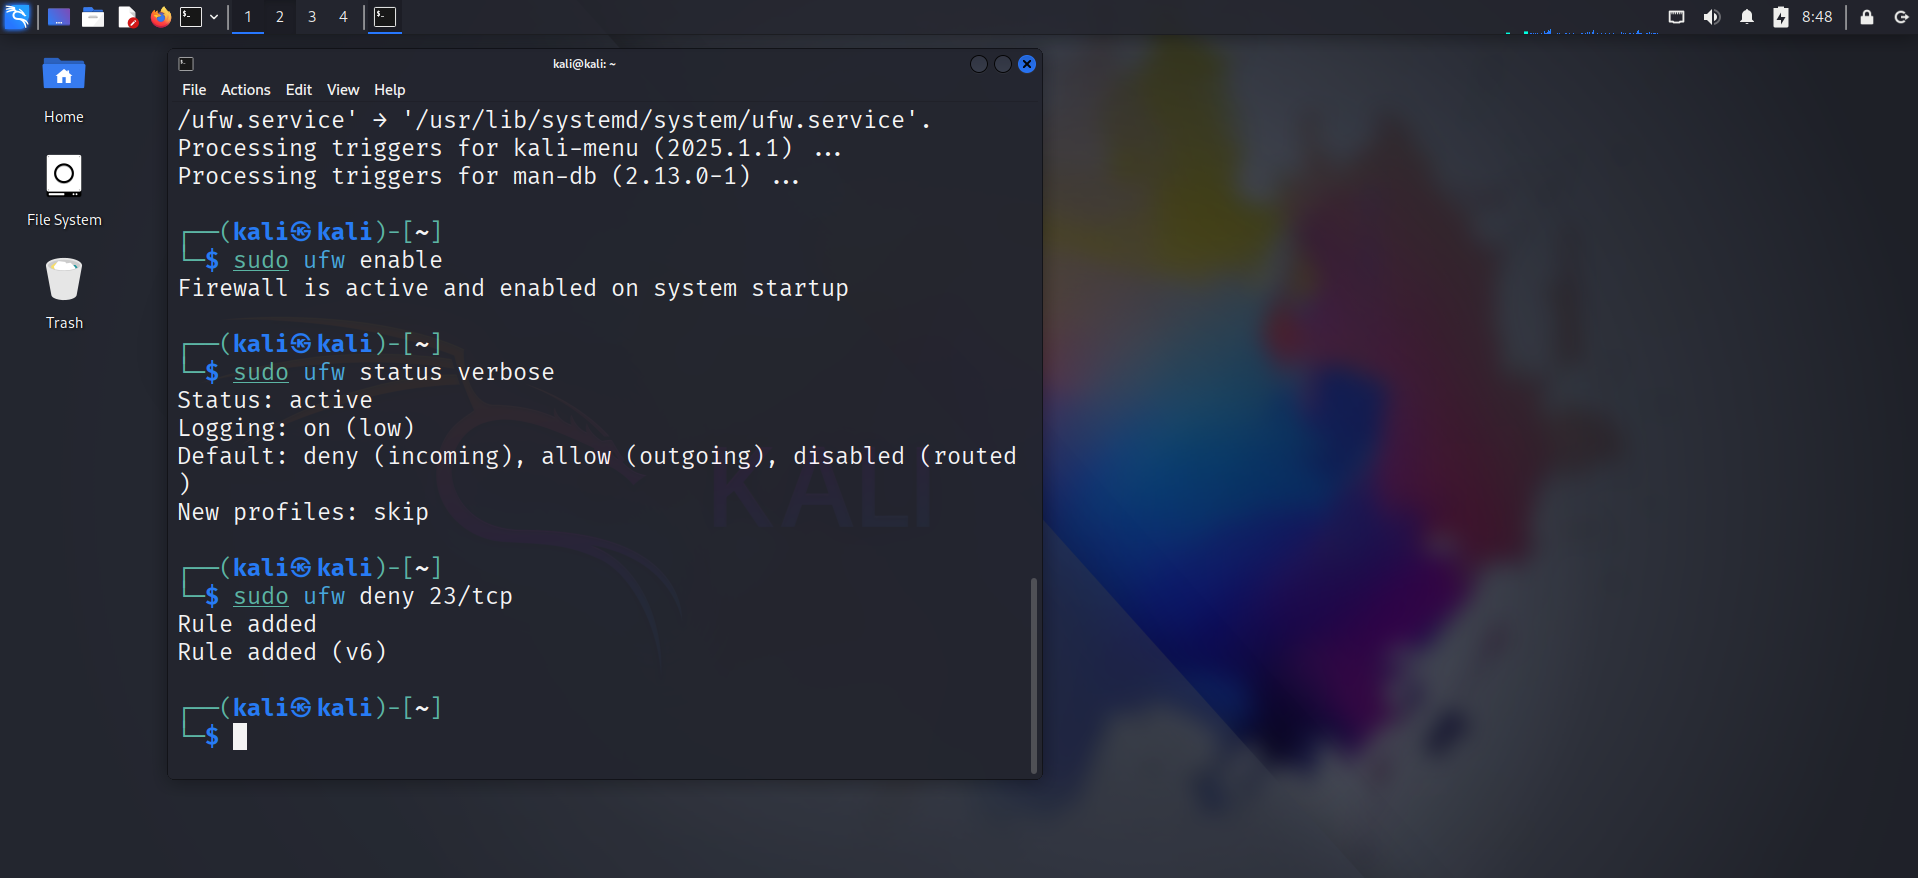 1 2 3 4
8:48
Home
File System
Trash
kali@kali: ~
File Actions Edit View Help
/ufw.service' → '/usr/lib/systemd/system/ufw.service'.
Processing triggers for kali-menu (2025.1.1) ...
Processing triggers for man-db (2.13.0-1) ...
┌──(kali㉿kali)-[~]
└─$ sudo ufw enable
Firewall is active and enabled on system startup
┌──(kali㉿kali)-[~]
└─$ sudo ufw status verbose
Status: active
Logging: on (low)
Default: deny (incoming), allow (outgoing), disabled (routed
)
New profiles: skip
┌──(kali㉿kali)-[~]
└─$ sudo ufw deny 23/tcp
Rule added
Rule added (v6)
┌──(kali㉿kali)-[~]
└─$
KALI